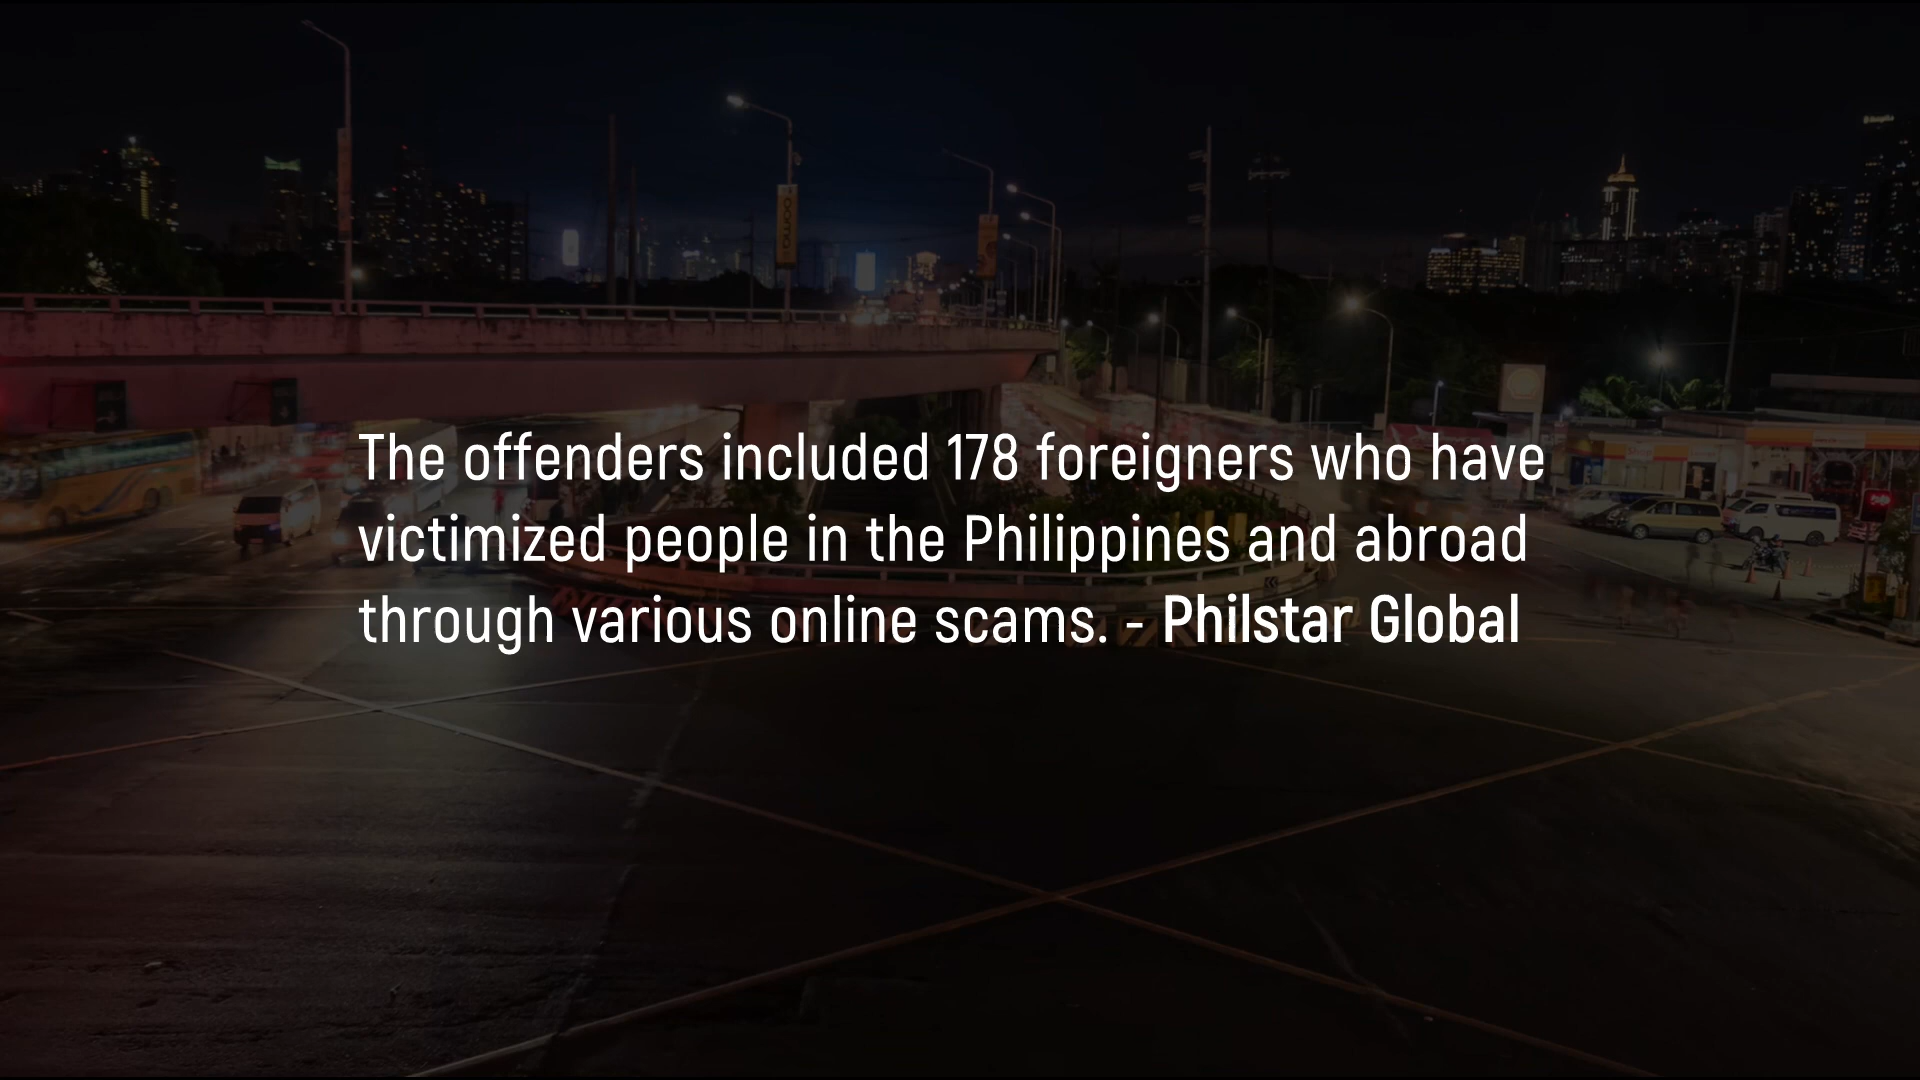 The offenders included 178 foreigners who have
victimized people in the Philippines and abroad
through various online scams. - Philstar Global